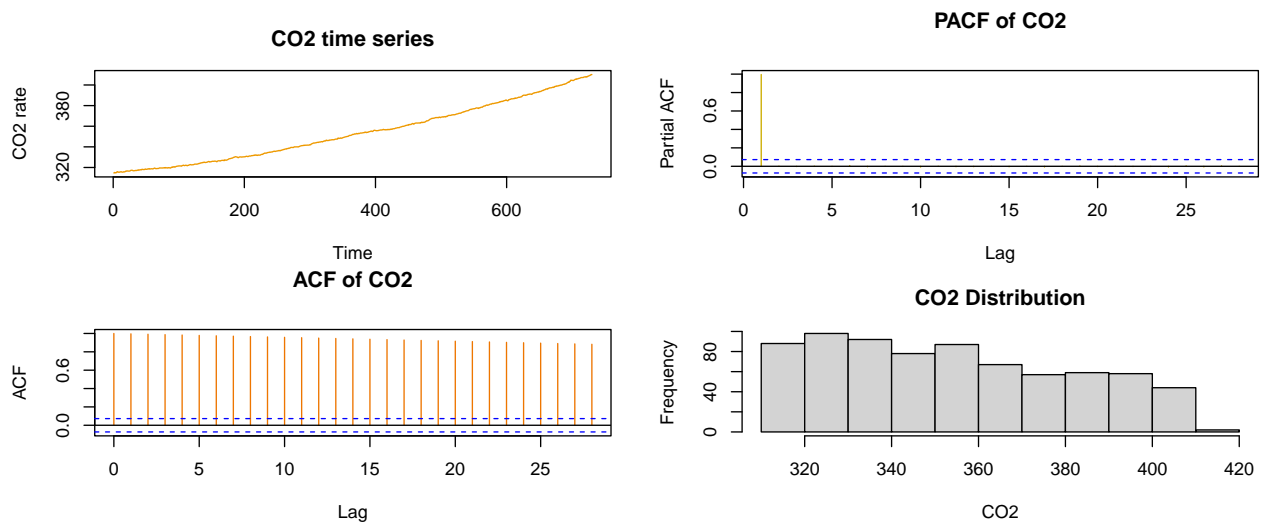 CO2 time series
CO2 rate
320 380
0 200 400 600
Time
PACF of CO2
Partial ACF
0.0 0.6
0 5 10 15 20 25
Lag
ACF of CO2
ACF
0.0 0.6
0 5 10 15 20 25
Lag
CO2 Distribution
Frequency
0 40 80
320 340 360 380 400 420
CO2